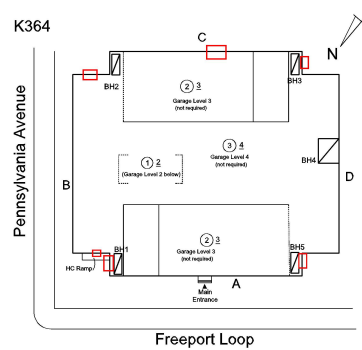 K364
C
N
BH2
BH3
2 3
Garage Level 3
(not required)
3 4
Garage Level 4
(not required)
BH4
1 2
(Garage Level 2 below)
Pennsylvania Avenue
B
D
2 3
Garage Level 3
(not required)
BH1
BH5
HC Ramp
A
Main
Entrance
Freeport Loop